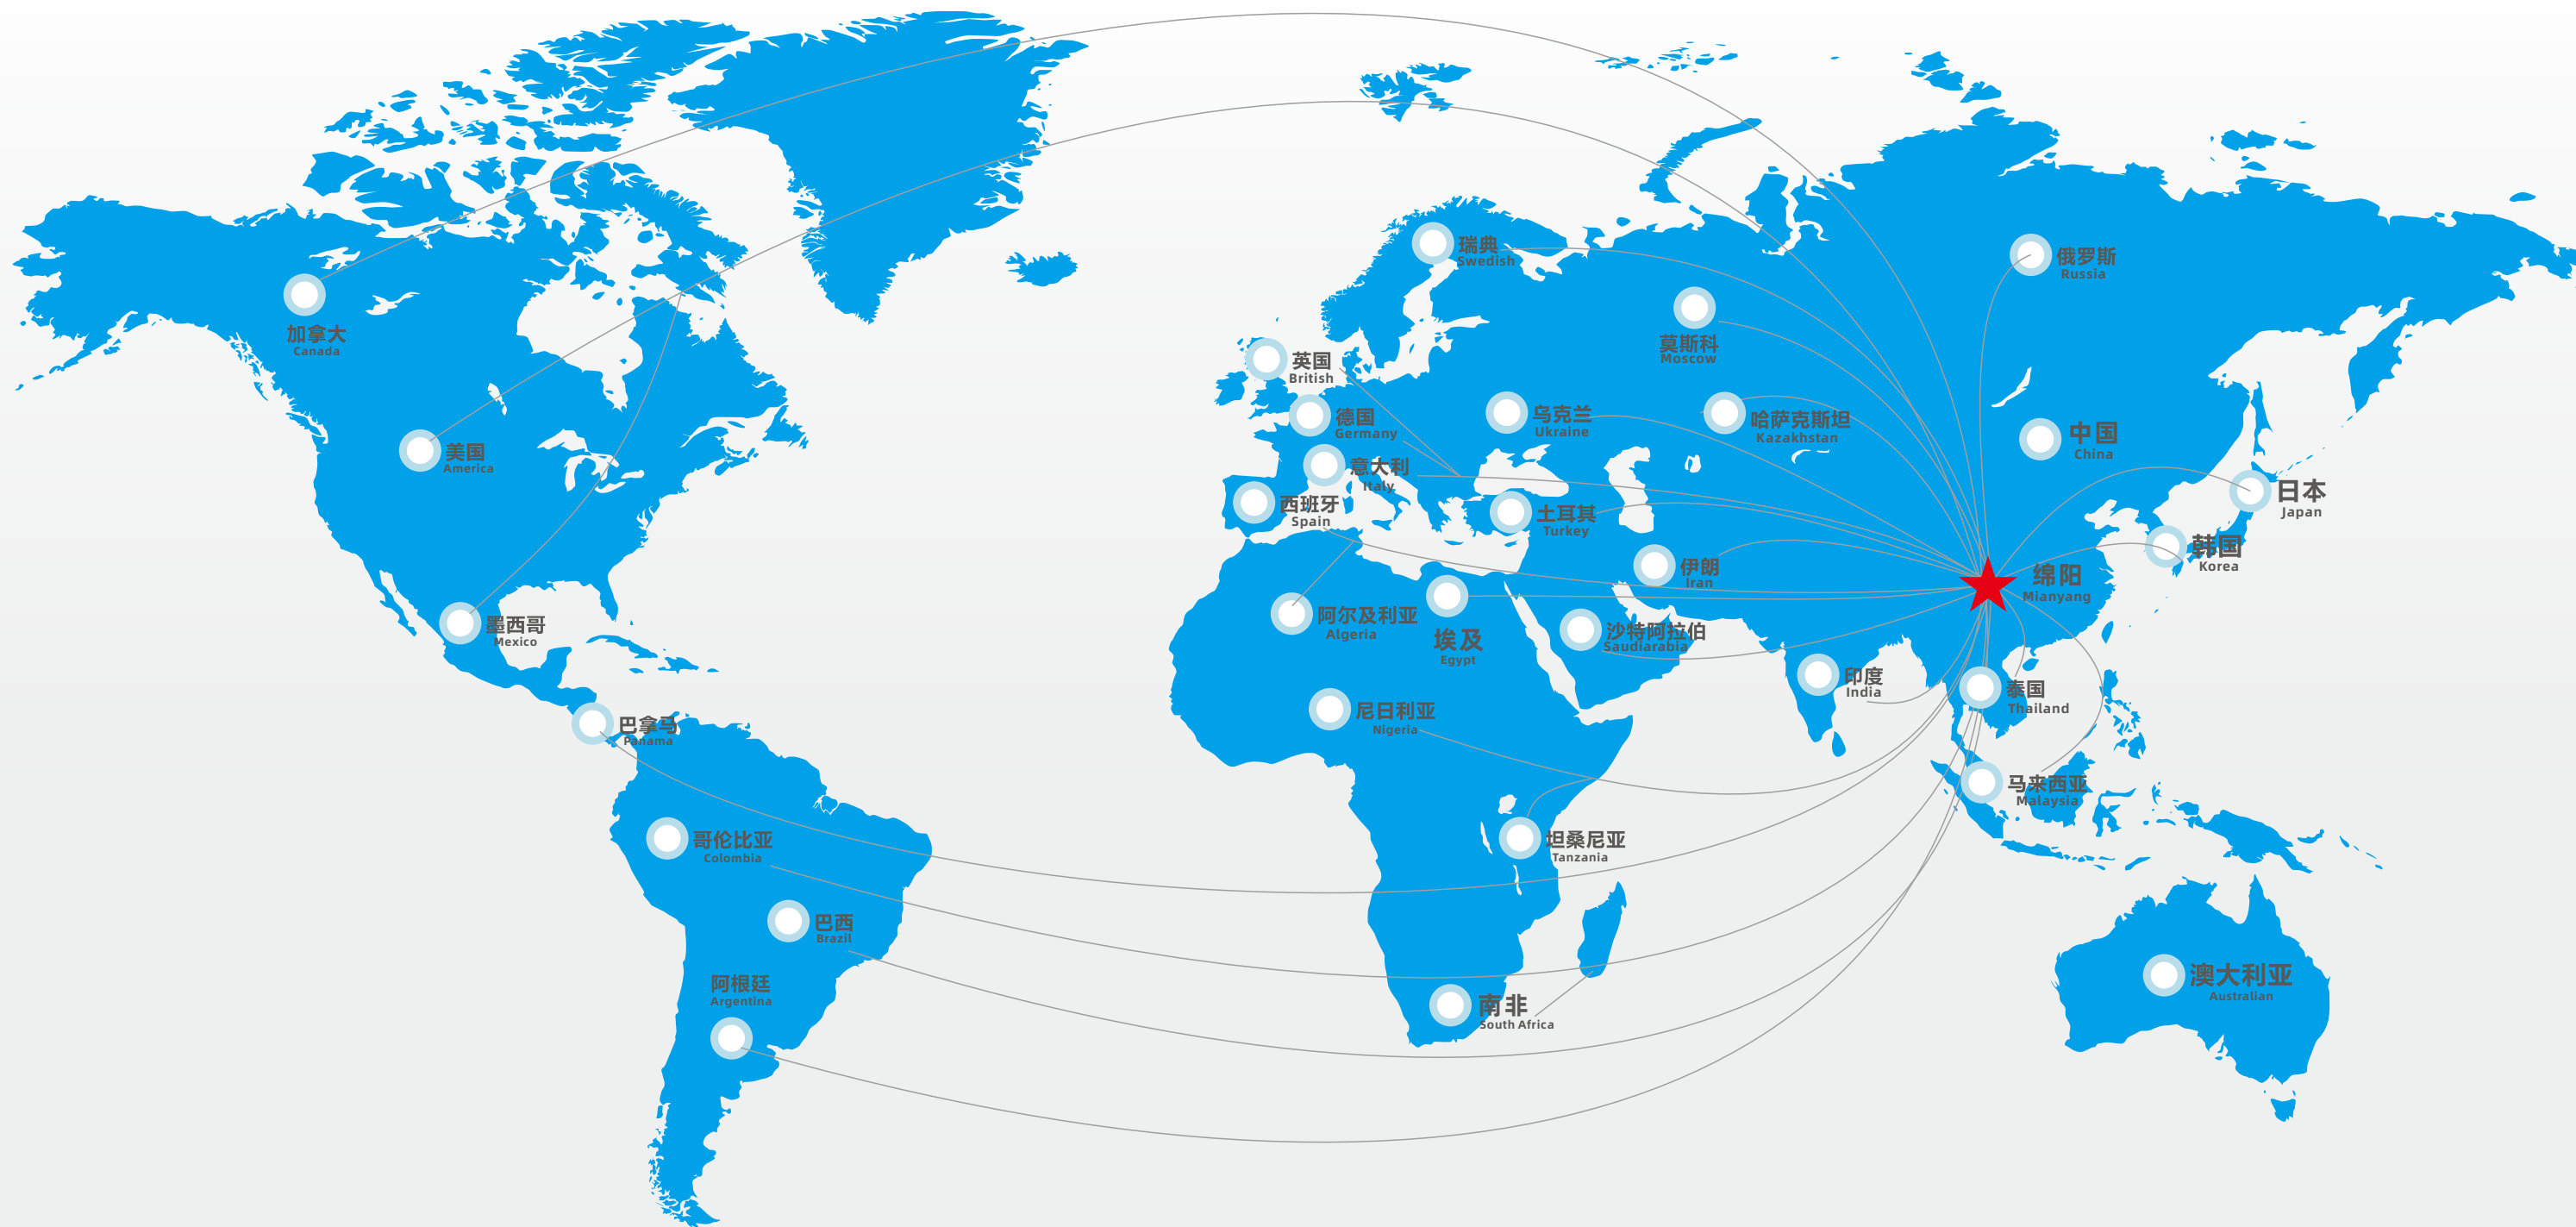 加拿大
Canada
美国
America
墨西哥
Mexico
巴拿马
Panama
哥伦比亚
Colombia
巴西
Brazil
阿根廷
Argentina
瑞典
Swedish
俄罗斯
Russia
莫斯科
Moscow
英国
British
德国
Germany
乌克兰
Ukraine
哈萨克斯坦
Kazakhstan
中国
China
意大利
Italy
西班牙
Spain
土耳其
Turkey
日本
Japan
韩国
Korea
伊朗
Iran
绵阳
Mianyang
阿尔及利亚
Algeria
埃及
Egypt
沙特阿拉伯
Saudiarabia
印度
India
泰国
Thailand
尼日利亚
Nigeria
马来西亚
Malaysia
坦桑尼亚
Tanzania
南非
South Africa
澳大利亚
Australian